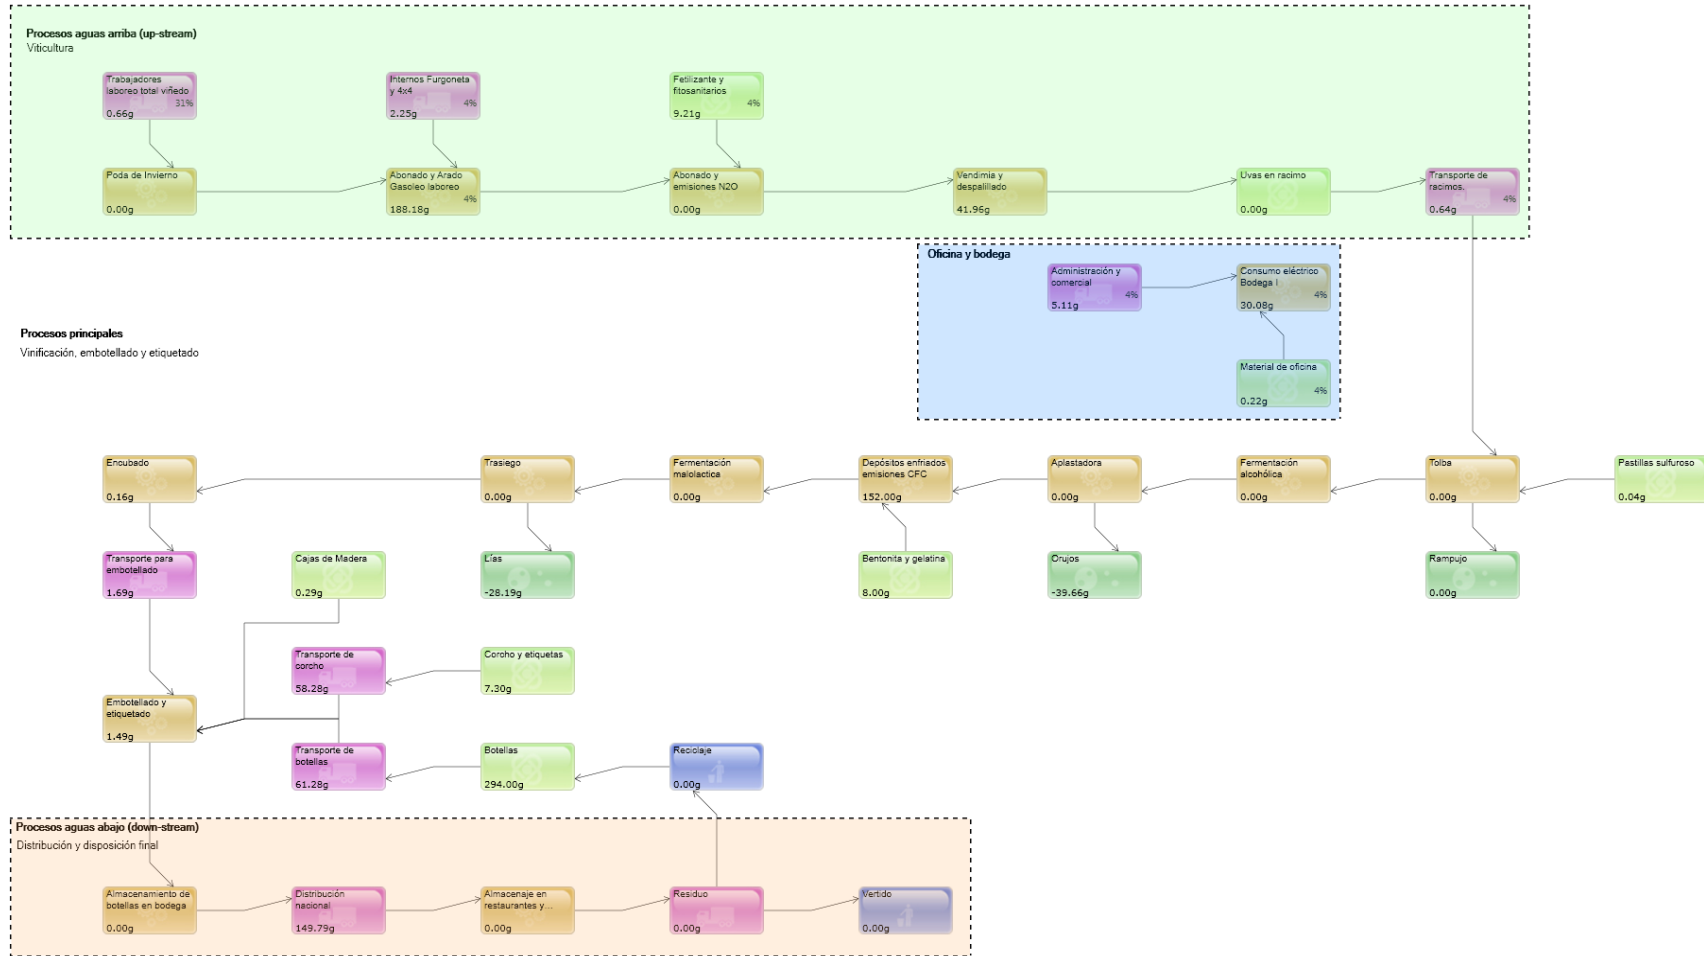 Procesos aguas arriba (up-stream)
Viticultura
Trabajadores
laboreo total viñedo
31%
0.66g
Internos Furgoneta
y 4x4
4%
2.25g
Fetilizante y
fitosanitarios
4%
9.21g
Poda de Invierno
0.00g
Abonado y Arado
Gasoleo laboreo
4%
188.18g
Abonado y
emisiones N2O
0.00g
Vendimia y
despalillado
41.96g
Uvas en racimo
0.00g
Transporte de
racimos.
4%
0.64g
Oficina y bodega
Administración y
comercial
4%
5.11g
Consumo eléctrico
Bodega I
4%
30.08g
Material de oficina
4%
0.22g
Procesos principales
Vinificación, embotellado y etiquetado
Encubado
0.16g
Trasiego
0.00g
Fermentación
malolactica
0.00g
Depósitos enfriados
emisiones CFC
152.00g
Aplastadora
0.00g
Fermentación
alcohólica
0.00g
Tolba
0.00g
Pastillas sulfuroso
0.04g
Transporte para
embotellado
1.69g
Cajas de Madera
0.29g
Lías
-28.19g
Bentonita y gelatina
8.00g
Orujos
-39.66g
Rampujo
0.00g
Transporte de
corcho
58.28g
Corcho y etiquetas
7.30g
Embotellado y
etiquetado
1.49g
Transporte de
botellas
61.28g
Botellas
294.00g
Reciclaje
0.00g
Procesos aguas abajo (down-stream)
Distribución y disposición final
Almacenamiento de
botellas en bodega
0.00g
Distribución
nacional
149.79g
Almacenaje en
restaurantes y...
0.00g
Residuo
0.00g
Vertido
0.00g